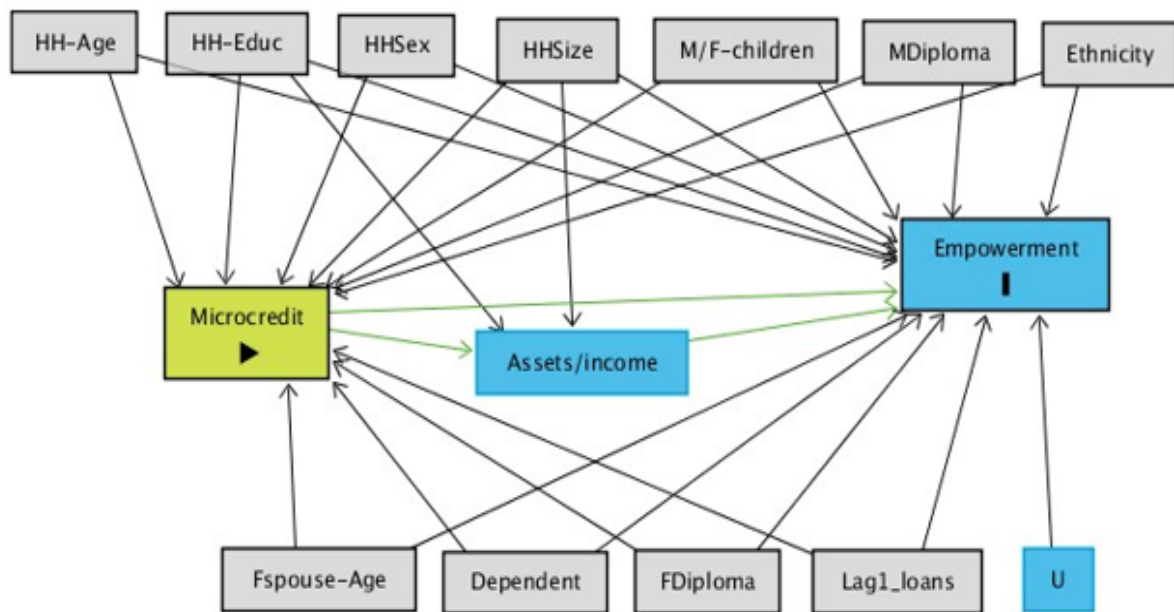 HH-Age
HH-Educ
HHSex
HHSize
M/F-children
MDiploma
Ethnicity
Empowerment
Microcredit
Assets/income
Fspouse-Age
Dependent
FDiploma
Lag1_loans
U